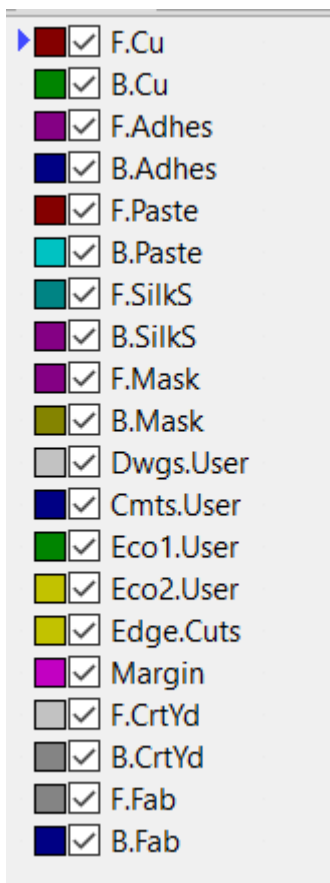 F.Cu
B.Cu
F.Adhes
B.Adhes
F.Paste
B.Paste
F.SilkS
B.SilkS
F.Mask
B.Mask
Dwgs.User
Cmts.User
Eco1.User
Eco2.User
Edge.Cuts
Margin
F.CrtYd
B.CrtYd
F.Fab
B.Fab